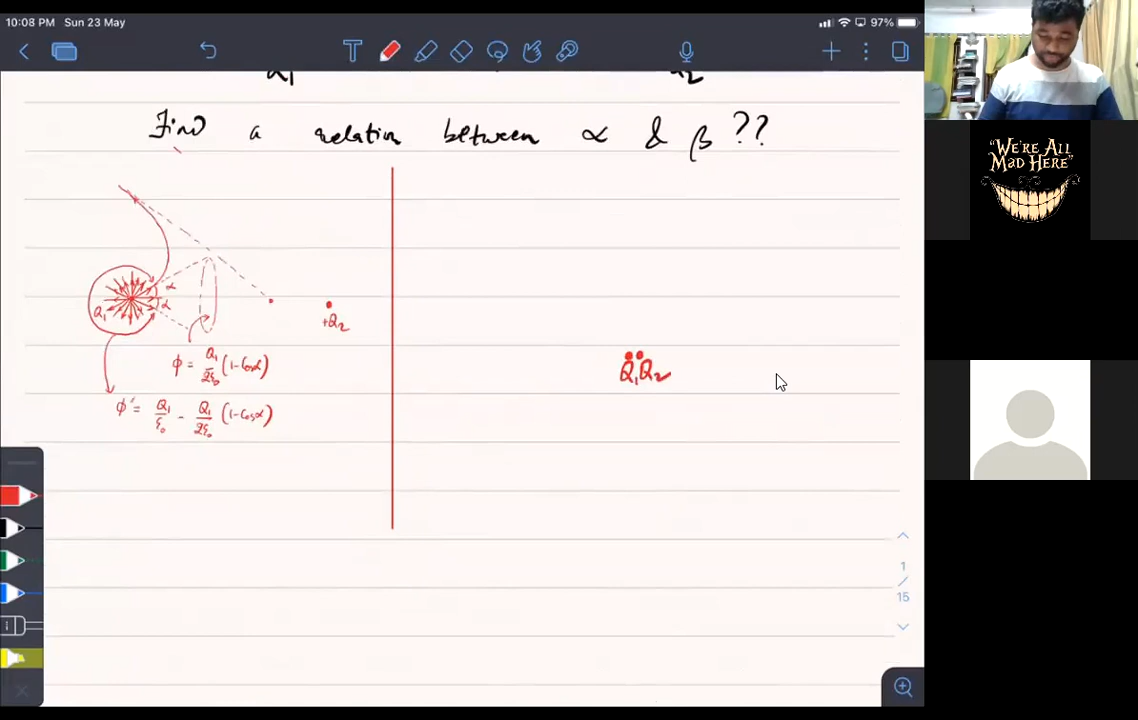 10:08 PM Sun 23 May
97%
Find a relation between α & β ??
α
α
Q₁
+Q₂
φ = Q₁/2ε₀ (1-Cosα)
φ' = Q₁/ε₀ - Q₁/2ε₀ (1-Cosα)
Q₁Q₂
1
/
15
"WE'RE ALL
MAD HERE"